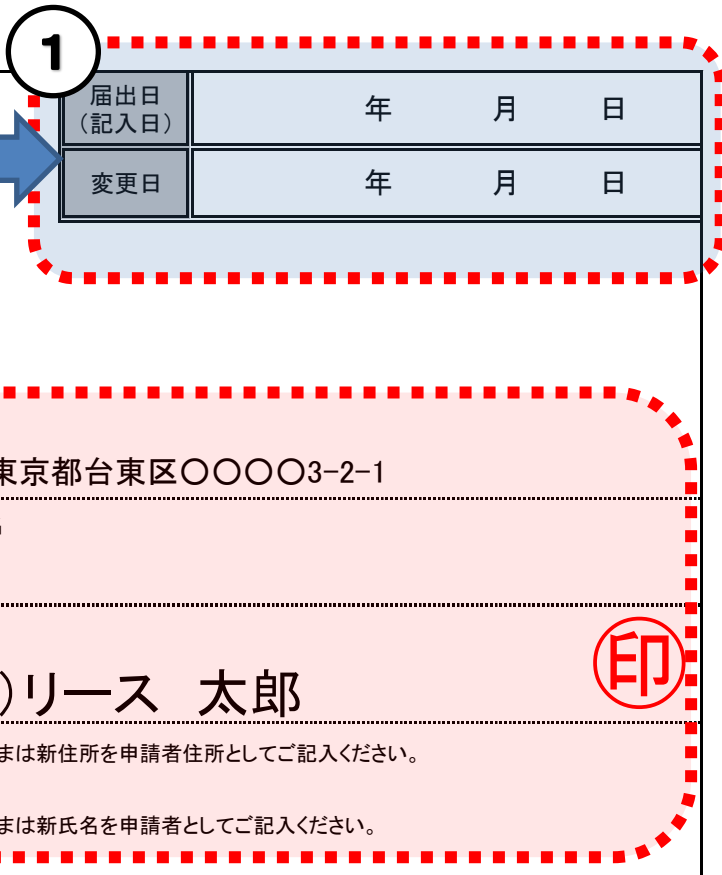 1
届出日
(記入日)
年 月 日
変更日
年 月 日
東京都台東区〇〇〇〇3-2-1
)リース 太郎
印
まは新住所を申請者住所としてご記入ください。
まは新氏名を申請者としてご記入ください。